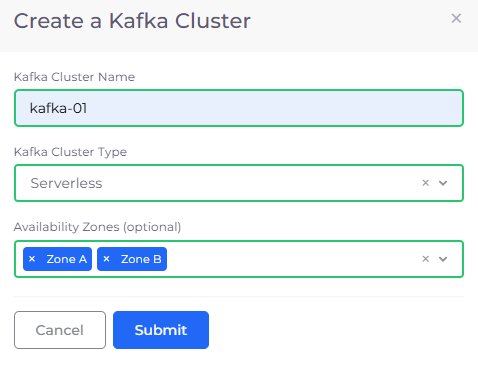 Create a Kafka Cluster ×
Kafka Cluster Name
kafka-01
Kafka Cluster Type
Serverless ×
Availability Zones (optional)
× Zone A × Zone B ×
Cancel Submit